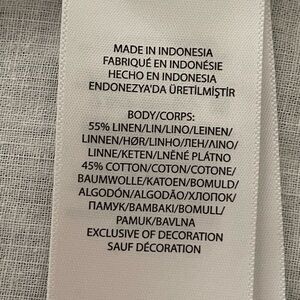 MADE IN INDONESIA
FABRIQUÉ EN INDONÉSIE
HECHO EN INDONESIA
ENDONEZYA'DA ÜRETİLMİŞTİR
BODY/CORPS:
55% LINEN/LIN/LINO/LEINEN/
LINNEN/HØR/LINHO/ЛЕН/ΛΙΝΟ/
LINNE/KETEN/LNĚNÉ PLÁTNO
45% COTTON/COTON/COTONE/
BAUMWOLLE/KATOEN/BOMULD/
ALGODÓN/ALGODÃO/ХЛОПОК/
ПАМУК/ΒΑΜΒΑΚΙ/BOMULL/
PAMUK/BAVLNA
EXCLUSIVE OF DECORATION
SAUF DÉCORATION